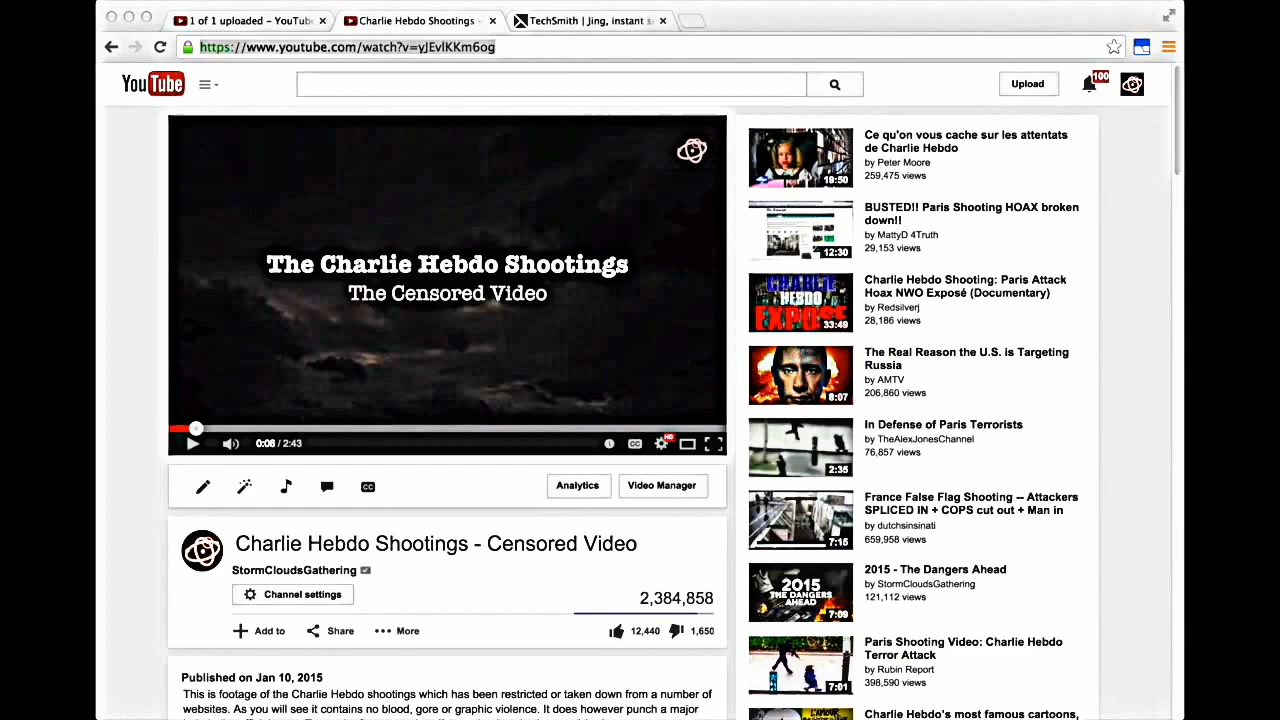 1 of 1 uploaded - YouTube
Charlie Hebdo Shootings -
TechSmith | Jing, instant s
https://www.youtube.com/watch?v=yJEvlKKm6og
YouTube
Upload
100
The Charlie Hebdo Shootings
The Censored Video
0:08 / 2:43
CC
HD
CC
Analytics
Video Manager
Charlie Hebdo Shootings - Censored Video
StormCloudsGathering
Channel settings
2,384,858
Add to
Share
More
12,440
1,650
Published on Jan 10, 2015
This is footage of the Charlie Hebdo shootings which has been restricted or taken down from a number of
websites. As you will see it contains no blood, gore or graphic violence. It does however punch a major
19:50
Ce qu'on vous cache sur les attentats
de Charlie Hebdo
by Peter Moore
259,475 views
12:30
BUSTED!! Paris Shooting HOAX broken
down!!
by MattyD 4Truth
29,153 views
CHARLIE
HEBDO
EXPOSE
33:49
Charlie Hebdo Shooting: Paris Attack
Hoax NWO Exposé (Documentary)
by Redsilverj
28,186 views
8:07
The Real Reason the U.S. is Targeting
Russia
by AMTV
206,860 views
2:35
In Defense of Paris Terrorists
by TheAlexJonesChannel
76,857 views
7:15
France False Flag Shooting -- Attackers
SPLICED IN + COPS cut out + Man in
by dutchsinsinati
659,958 views
2015
THE DANGERS
AHEAD
7:09
2015 - The Dangers Ahead
by StormCloudsGathering
121,112 views
7:01
Paris Shooting Video: Charlie Hebdo
Terror Attack
by Rubin Report
398,590 views
Charlie Hebdo's most famous cartoons,